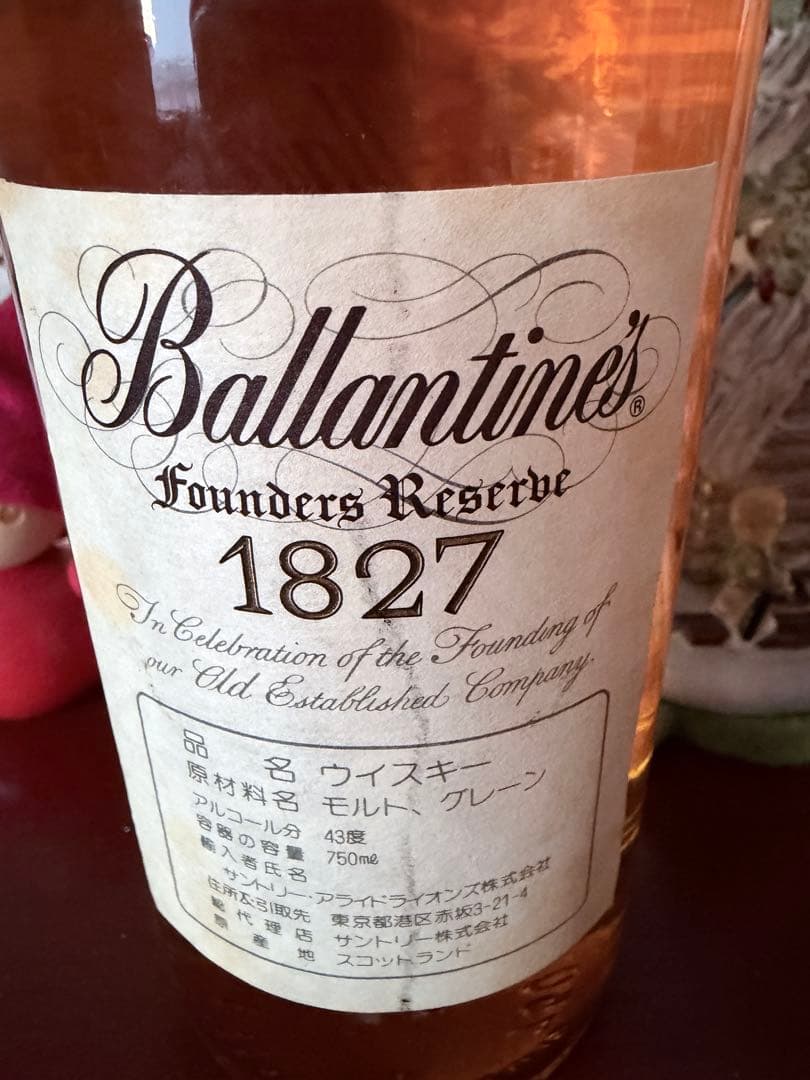 Ballantine's®
Founders Reserve
1827
In Celebration of the Founding of
our Old Established Company.
品名 ウイスキー
原材料名 モルト、グレーン
アルコール分 43度
容器の容量 750ml
輸入者氏名
サントリー・アライドライオンズ株式会社
住所及引取先 東京都港区赤坂3-21-4
総代理店 サントリー株式会社
原産地 スコットランド